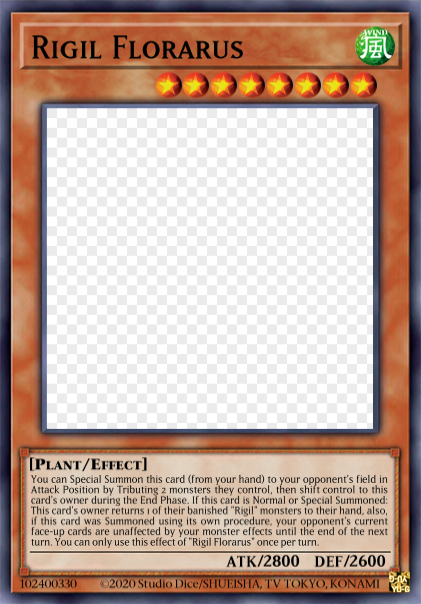 Rigil Florarus
WIND
風
[Plant/Effect]
You can Special Summon this card (from your hand) to your opponent's field in
Attack Position by Tributing 2 monsters they control, then shift control to this
card's owner during the End Phase. If this card is Normal or Special Summoned:
This card's owner returns 1 of their banished "Rigil" monsters to their hand, also,
if this card was Summoned using its own procedure, your opponent's current
face-up cards are unaffected by your monster effects until the end of the next
turn. You can only use this effect of "Rigil Florarus" once per turn.
ATK/2800 DEF/2600
102400330 ©2020 Studio Dice/SHUEISHA, TV TOKYO, KONAMI